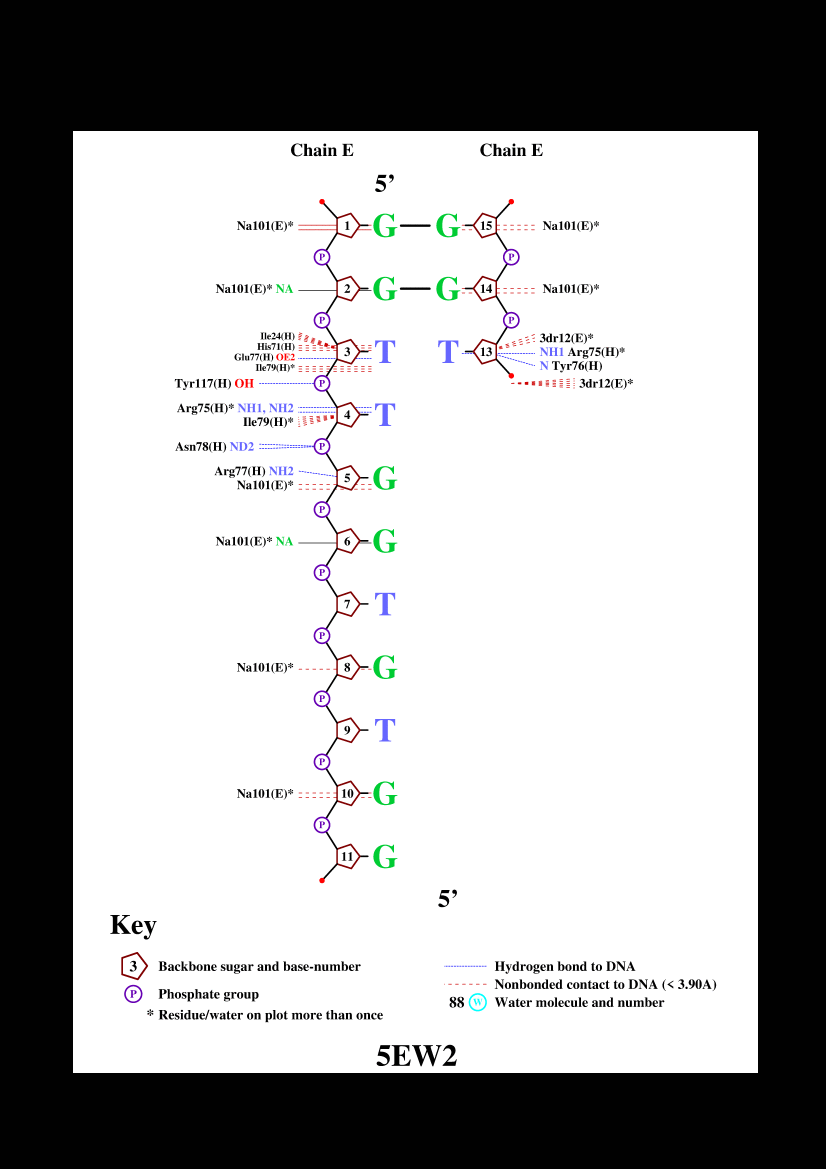 Chain E Chain E
5’
Na101(E)* 1 G G 15 Na101(E)*
P P
Na101(E)* NA 2 G G 14 Na101(E)*
P P
Ile24(H) 3dr12(E)*
His71(H) 3 T T 13 NH1 Arg75(H)*
Glu77(H) OE2 N Tyr76(H)
Ile79(H)*
Tyr117(H) OH P 3dr12(E)*
Arg75(H)* NH1, NH2 4 T
Ile79(H)*
Asn78(H) ND2 P
Arg77(H) NH2 5 G
Na101(E)*
P
Na101(E)* NA 6 G
P
7 T
P
Na101(E)* 8 G
P
9 T
P
Na101(E)* 10 G
P
11 G
5’
Key
3 Backbone sugar and base-number
P Phosphate group
* Residue/water on plot more than once
Hydrogen bond to DNA
Nonbonded contact to DNA (< 3.90A)
88 W Water molecule and number
5EW2